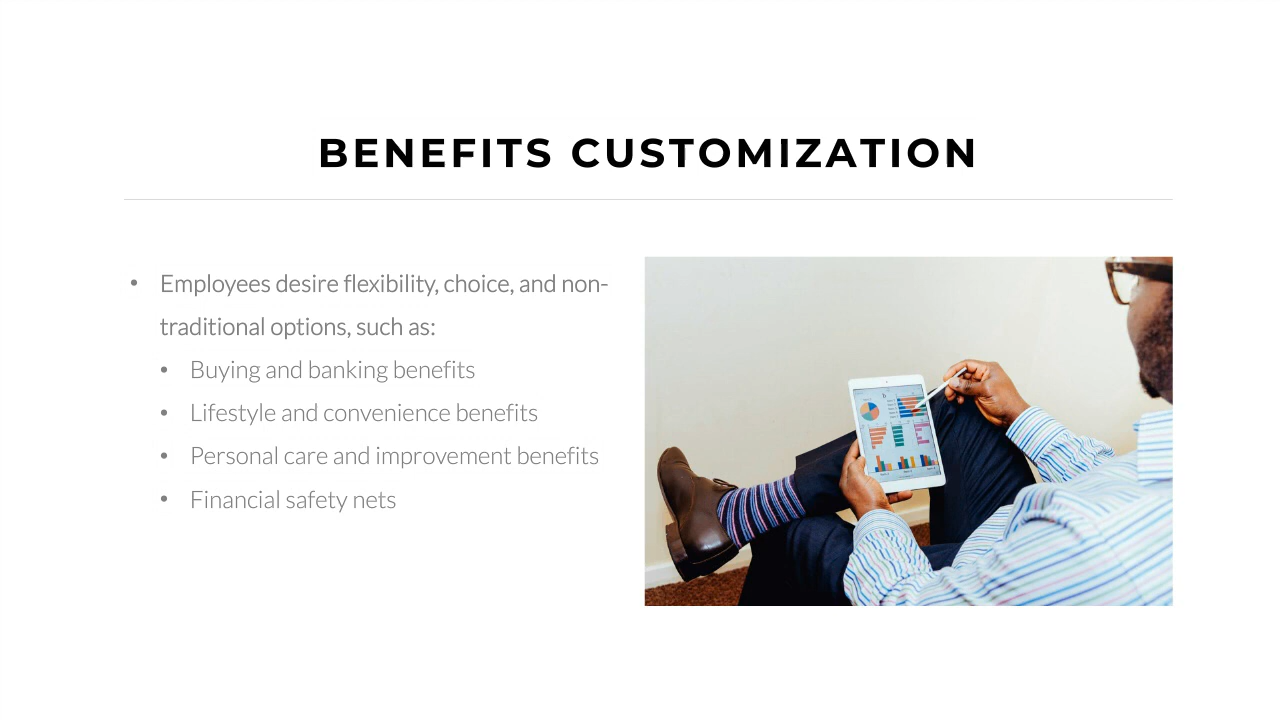 BENEFITS CUSTOMIZATION
• Employees desire flexibility, choice, and non-
traditional options, such as:
• Buying and banking benefits
• Lifestyle and convenience benefits
• Personal care and improvement benefits
• Financial safety nets